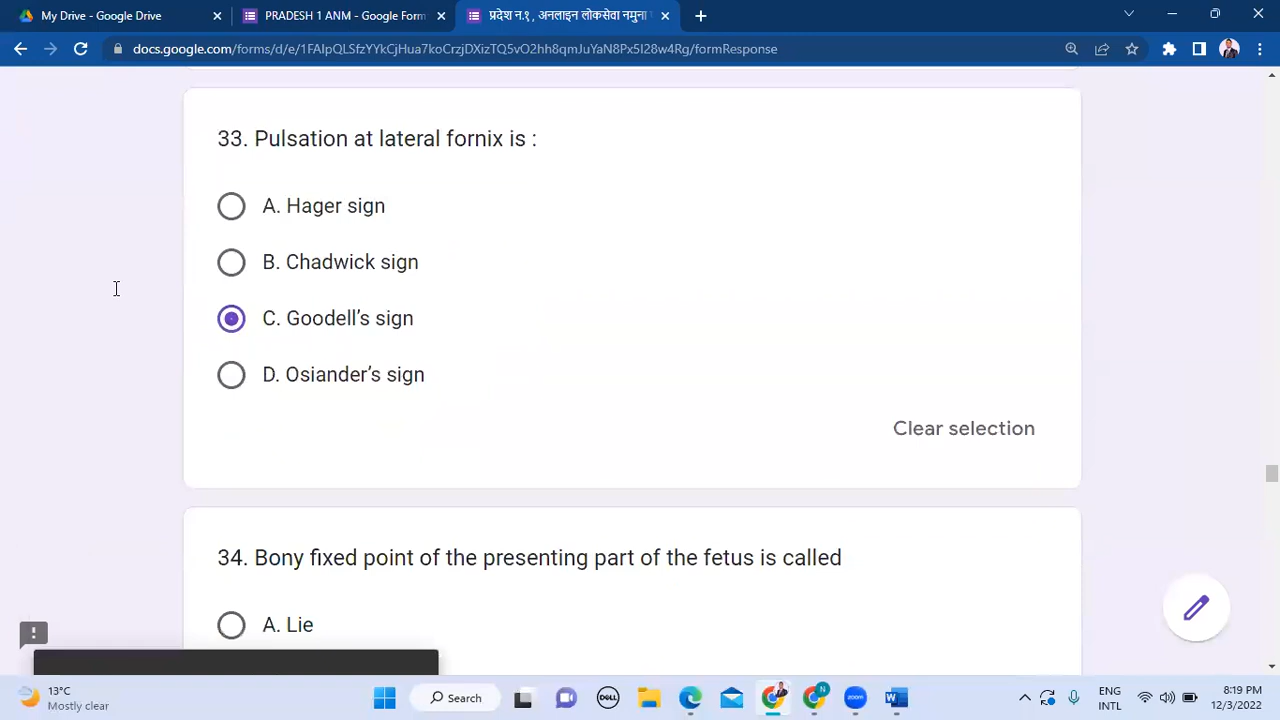 My Drive - Google Drive
PRADESH 1 ANM - Google Form
प्रदेश न.१, अनलाइन लोकसेवा नमुना
docs.google.com/forms/d/e/1FAIpQLSfzYYkCjHua7koCrzjDXizTQ5vO2hh8qmJuYaN8Px5I28w4Rg/formResponse
33. Pulsation at lateral fornix is :
A. Hager sign
B. Chadwick sign
C. Goodell’s sign
D. Osiander’s sign
Clear selection
34. Bony fixed point of the presenting part of the fetus is called
A. Lie
13°C
Mostly clear
Search
DELL
N
zoom
W
ENG
INTL
8:19 PM
12/3/2022